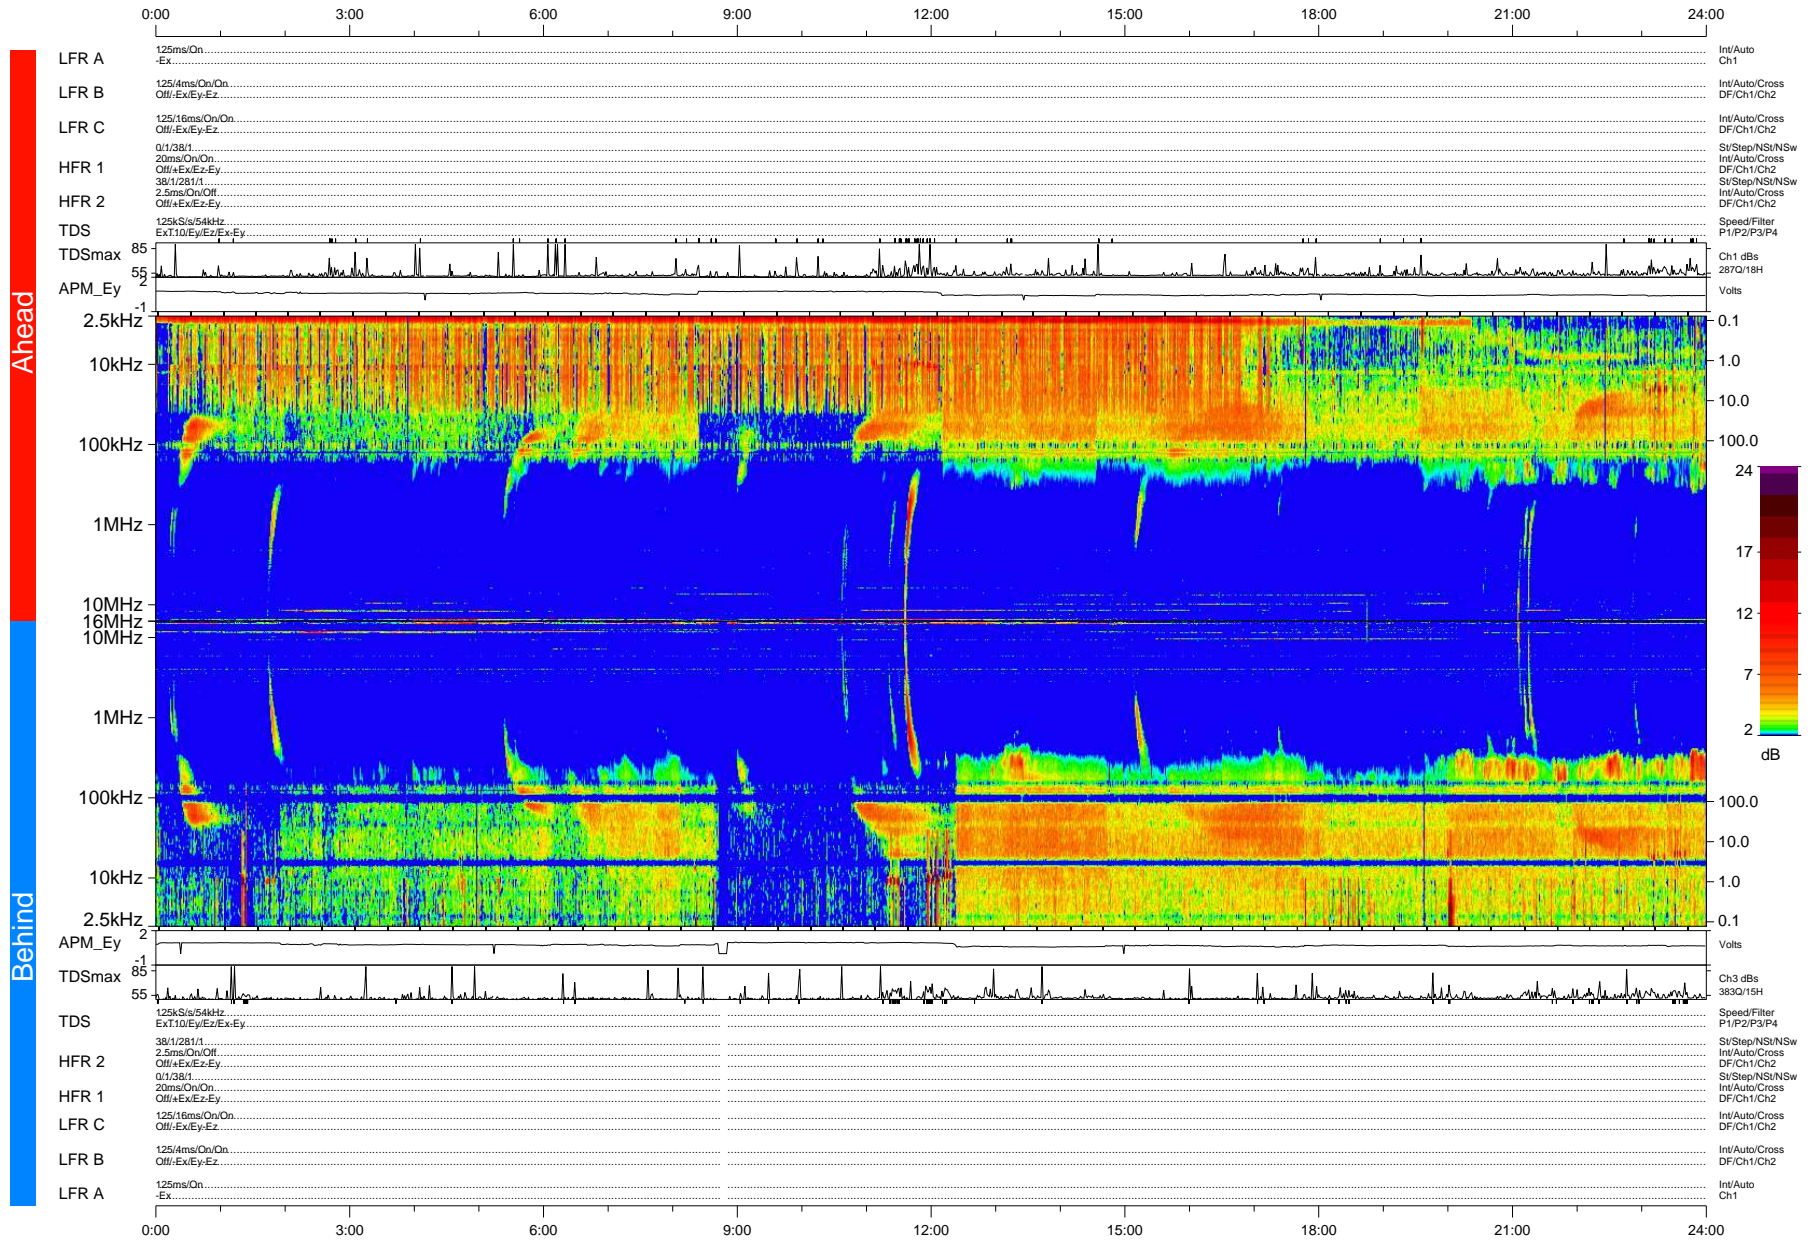 0:00 3:00 6:00 9:00 12:00 15:00 18:00 21:00 24:00
Ahead
LFR A 125ms/On Int/Auto
-Ex Ch1
LFR B 125/4ms/On/On Int/Auto/Cross
Off/-Ex/Ey-Ez DF/Ch1/Ch2
LFR C 125/16ms/On/On Int/Auto/Cross
Off/-Ex/Ey-Ez DF/Ch1/Ch2
0/1/38/1 St/Step/NSt/NSw
HFR 1 20ms/On/On Int/Auto/Cross
Off/+Ex/Ez-Ey DF/Ch1/Ch2
38/1/281/1 St/Step/NSt/NSw
HFR 2 2.5ms/On/Off Int/Auto/Cross
Off/+Ex/Ez-Ey DF/Ch1/Ch2
TDS 125kS/s/54kHz Speed/Filter
ExT10/Ey/Ez/Ex-Ey P1/P2/P3/P4
TDSmax 85 Ch1 dBs
55 287Q/18H
APM_Ey 2 Volts
-1
2.5kHz 0.1
10kHz 1.0
10.0
100kHz 100.0
1MHz
10MHz
16MHz
10MHz
1MHz
100kHz 100.0
10.0
10kHz 1.0
2.5kHz 0.1
24
17
12
7
2
dB
Behind
APM_Ey 2 Volts
-1
TDSmax 85 Ch3 dBs
55 383Q/15H
TDS 125kS/s/54kHz Speed/Filter
ExT10/Ey/Ez/Ex-Ey P1/P2/P3/P4
38/1/281/1 St/Step/NSt/NSw
HFR 2 2.5ms/On/Off Int/Auto/Cross
Off/+Ex/Ez-Ey DF/Ch1/Ch2
0/1/38/1 St/Step/NSt/NSw
HFR 1 20ms/On/On Int/Auto/Cross
Off/+Ex/Ez-Ey DF/Ch1/Ch2
LFR C 125/16ms/On/On Int/Auto/Cross
Off/-Ex/Ey-Ez DF/Ch1/Ch2
LFR B 125/4ms/On/On Int/Auto/Cross
Off/-Ex/Ey-Ez DF/Ch1/Ch2
LFR A 125ms/On Int/Auto
-Ex Ch1
0:00 3:00 6:00 9:00 12:00 15:00 18:00 21:00 24:00